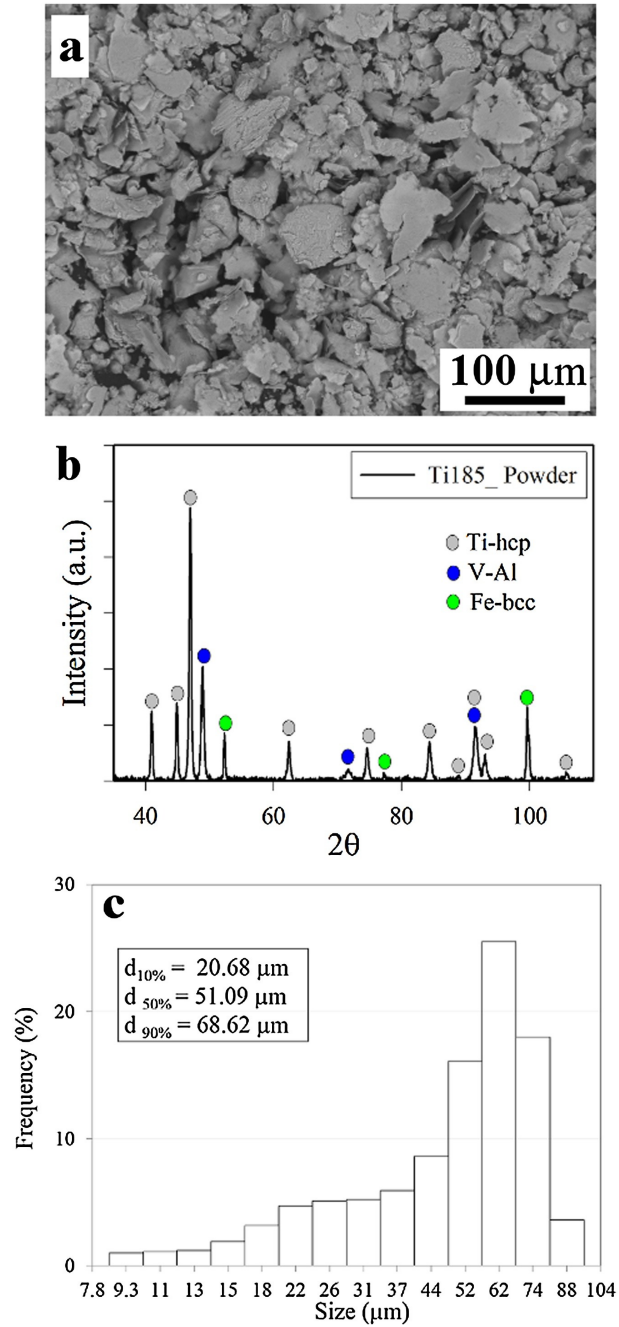 a
100 μm
b
Ti185_ Powder
Ti-hcp
V-Al
Fe-bcc
Intensity (a.u.)
40 60 80 100
2θ
c
30
20
10
0
d10% = 20.68 μm
d 50% = 51.09 μm
d 90% = 68.62 μm
Frequency (%)
7.8 9.3 11 13 15 18 22 26 31 37 44 52 62 74 88 104
Size (μm)